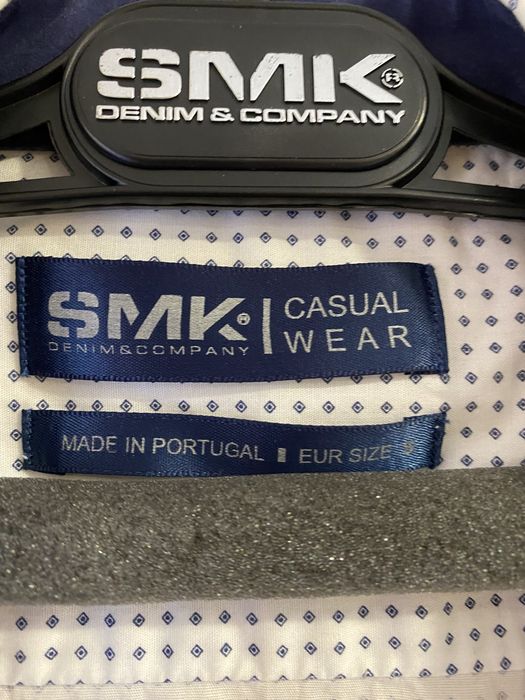 SMK®
DENIM & COMPANY
SMK®
DENIM&COMPANY
CASUAL
WEAR
MADE IN PORTUGAL EUR SIZE